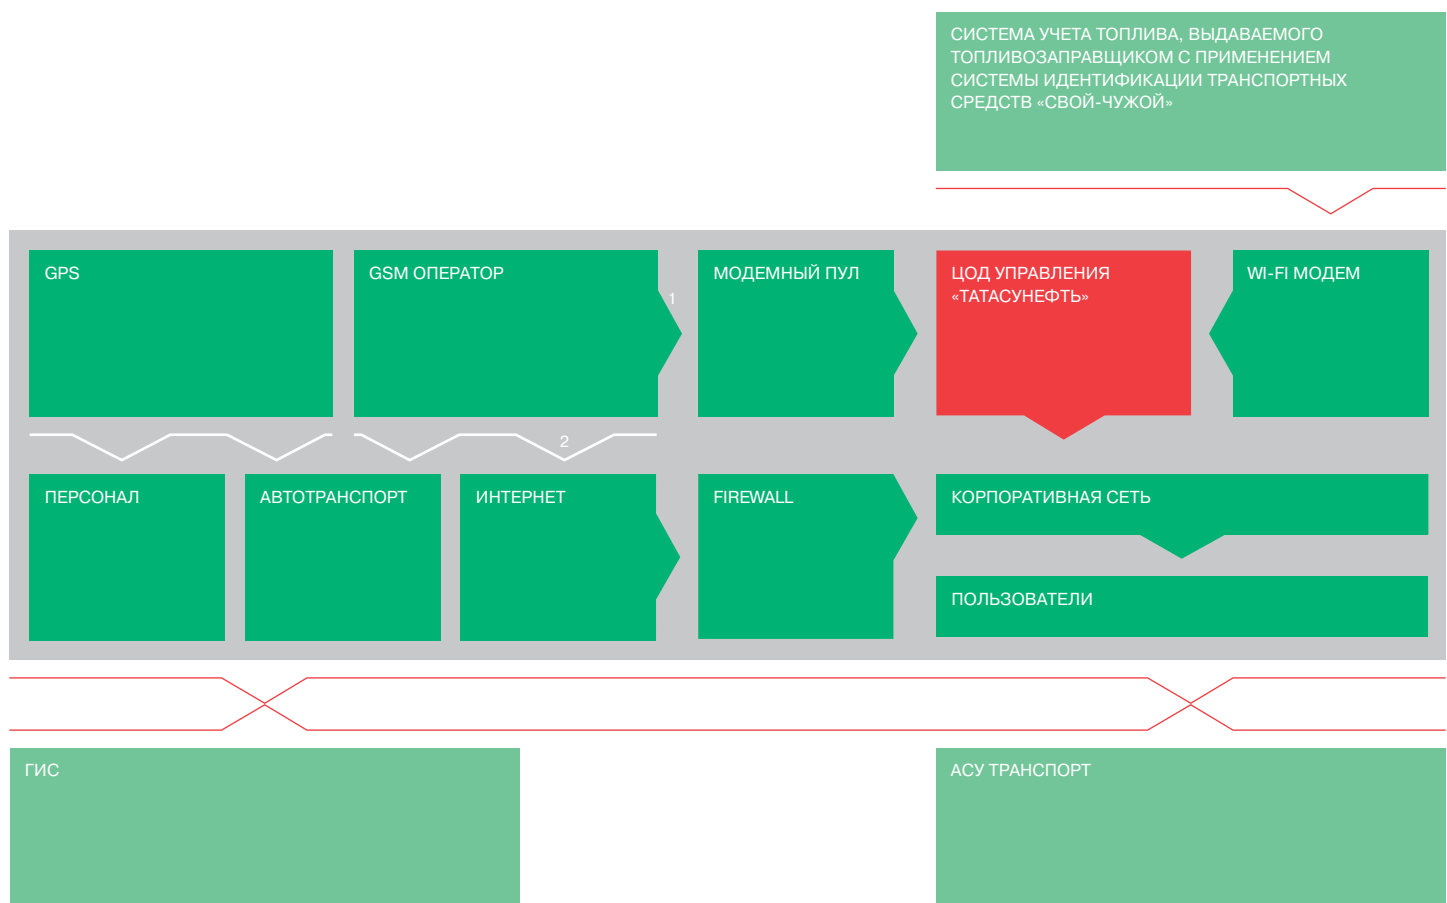 СИСТЕМА УЧЕТА ТОПЛИВА, ВЫДАВАЕМОГО
ТОПЛИВОЗАПРАВЩИКОМ С ПРИМЕНЕНИЕМ
СИСТЕМЫ ИДЕНТИФИКАЦИИ ТРАНСПОРТНЫХ
СРЕДСТВ «СВОЙ-ЧУЖОЙ»
GPS
GSM ОПЕРАТОР
1
МОДЕМНЫЙ ПУЛ
ЦОД УПРАВЛЕНИЯ
«ТАТАСУНЕФТЬ»
WI-FI МОДЕМ
2
ПЕРСОНАЛ
АВТОТРАНСПОРТ
ИНТЕРНЕТ
FIREWALL
КОРПОРАТИВНАЯ СЕТЬ
ПОЛЬЗОВАТЕЛИ
ГИС
АСУ ТРАНСПОРТ